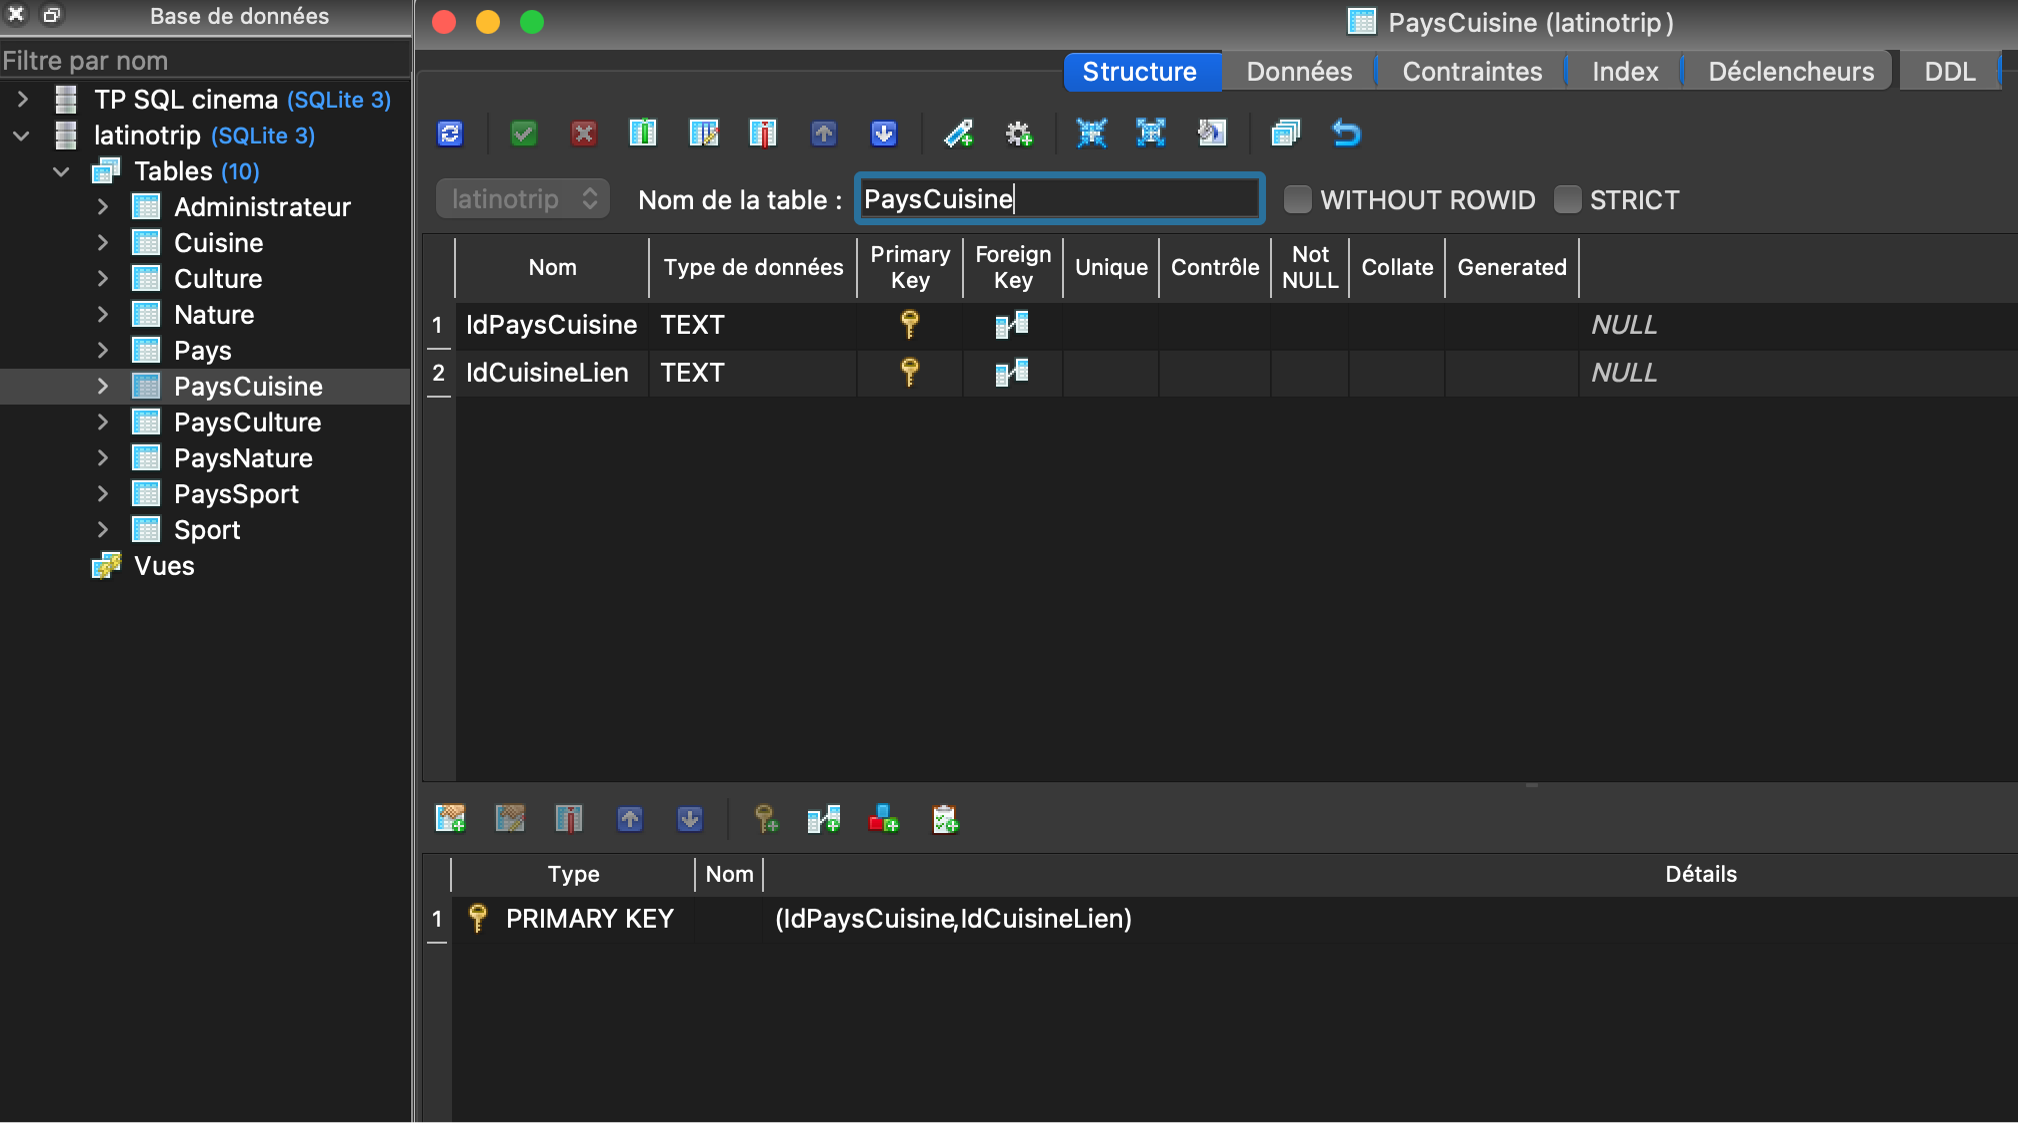 Base de données
Filtre par nom
TP SQL cinema (SQLite 3)
latinotrip (SQLite 3)
Tables (10)
Administrateur
Cuisine
Culture
Nature
Pays
PaysCuisine
PaysCulture
PaysNature
PaysSport
Sport
Vues
PaysCuisine (latinotrip)
Structure Données Contraintes Index Déclencheurs DDL
latinotrip Nom de la table : PaysCuisine WITHOUT ROWID STRICT
Nom Type de données Primary Key Foreign Key Unique Contrôle Not NULL Collate Generated
1 IdPaysCuisine TEXT NULL
2 IdCuisineLien TEXT NULL
Type Nom Détails
1 PRIMARY KEY (IdPaysCuisine,IdCuisineLien)